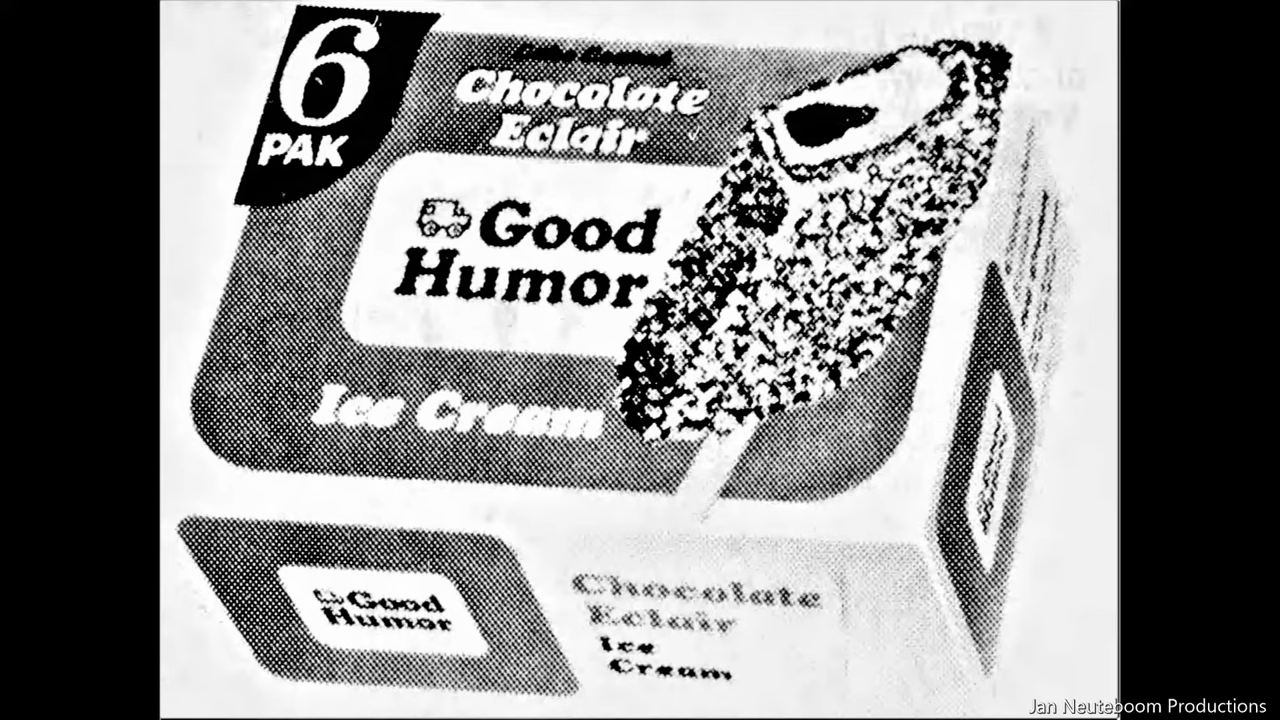 6
PAK
Chocolate
Eclair
Good
Humor
Ice Cream
Good
Humor
Chocolate
Eclair
Ice
Cream
Jan Neuteboom Productions